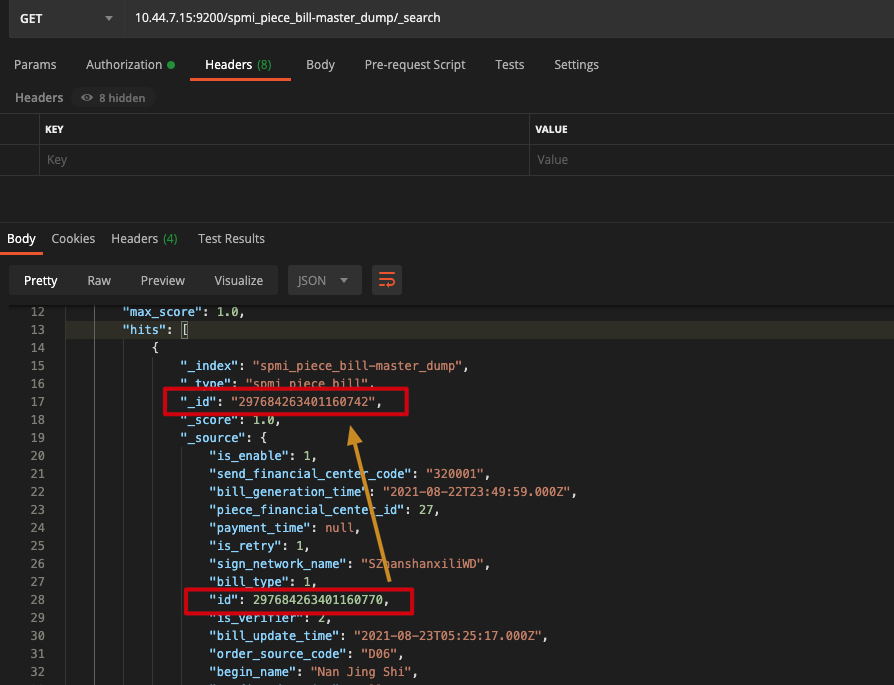 GET 10.44.7.15:9200/spmi_piece_bill-master_dump/_search
Params Authorization Headers (8) Body Pre-request Script Tests Settings
Headers 8 hidden
KEY VALUE
Key Value
Body Cookies Headers (4) Test Results
Pretty Raw Preview Visualize JSON
12 "max_score": 1.0,
13 "hits": [
14 {
15 "_index": "spmi_piece_bill-master_dump",
16 "_type": "spmi_piece_bill",
17 "_id": "297684263401160742",
18 "_score": 1.0,
19 "_source": {
20 "is_enable": 1,
21 "send_financial_center_code": "320001",
22 "bill_generation_time": "2021-08-22T23:49:59.000Z",
23 "piece_financial_center_id": 27,
24 "payment_time": null,
25 "is_retry": 1,
26 "sign_network_name": "SZhanshanxiliWD",
27 "bill_type": 1,
28 "id": 297684263401160770,
29 "is_verifier": 2,
30 "bill_update_time": "2021-08-23T05:25:17.000Z",
31 "order_source_code": "D06",
32 "begin_name": "Nan Jing Shi",